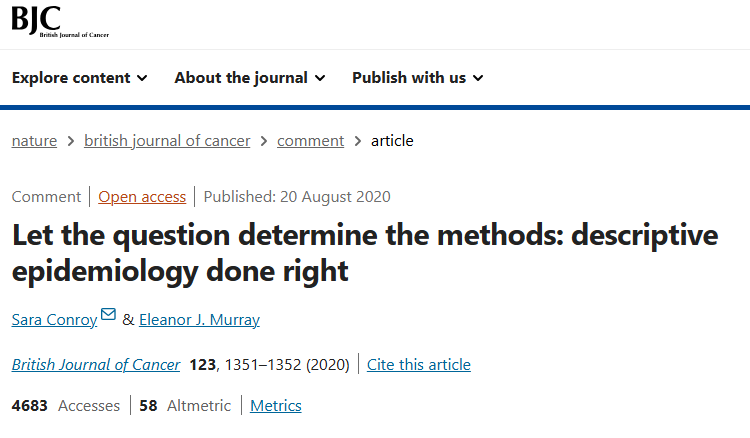 BJC
British Journal of Cancer
Explore content About the journal Publish with us
nature > british journal of cancer > comment > article
Comment | Open access | Published: 20 August 2020
Let the question determine the methods: descriptive
epidemiology done right
Sara Conroy & Eleanor J. Murray
British Journal of Cancer 123, 1351–1352 (2020) | Cite this article
4683 Accesses | 58 Altmetric | Metrics